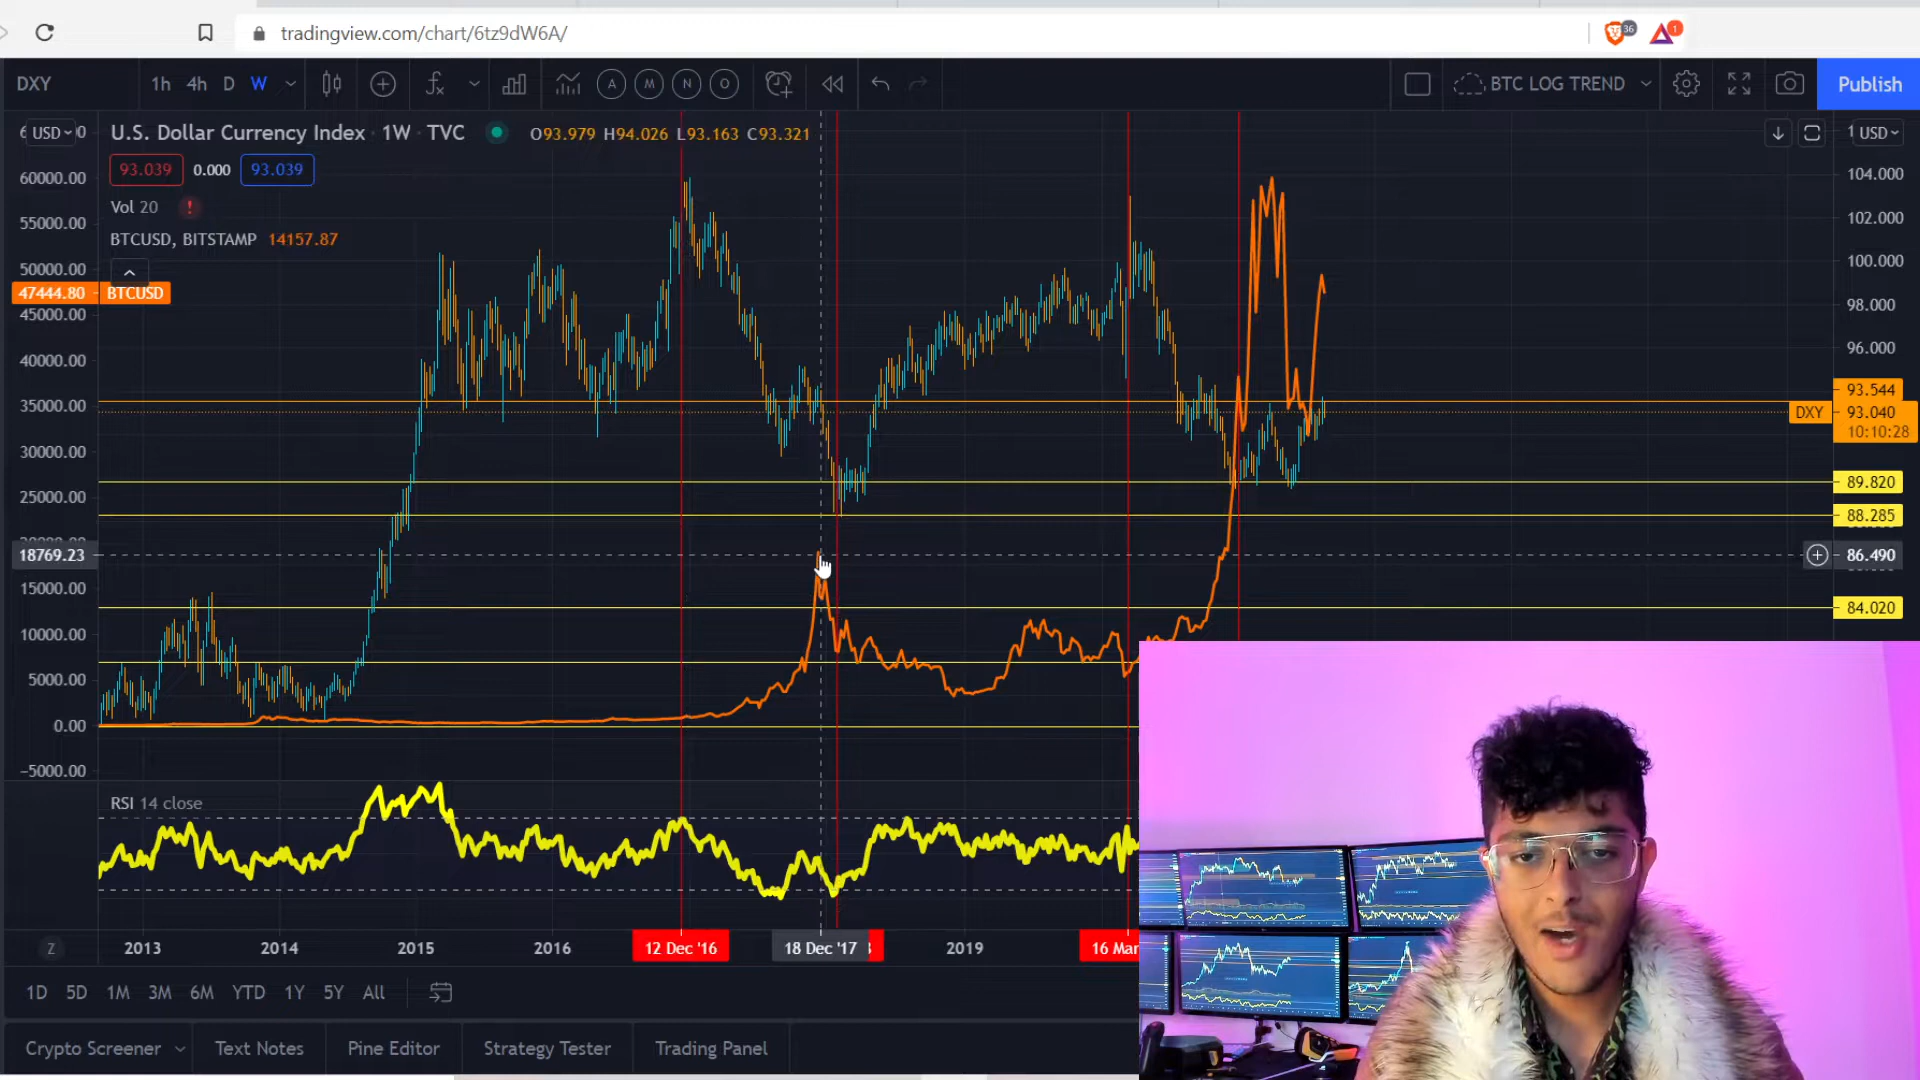 tradingview.com/chart/6tz9dW6A/
36
1
DXY 1h 4h D W A M N O BTC LOG TREND Publish
USD U.S. Dollar Currency Index · 1W · TVC O93.979 H94.026 L93.163 C93.321 USD
93.039 0.000 93.039
Vol 20
BTCUSD, BITSTAMP 14157.87
60000.00
55000.00
50000.00
47444.80 BTCUSD
45000.00
40000.00
35000.00
30000.00
25000.00
18769.23
15000.00
10000.00
5000.00
0.00
−5000.00
104.000
102.000
100.000
98.000
96.000
93.544
DXY 93.040
10:10:28
89.820
88.285
86.490
84.020
RSI 14 close
Z 2013 2014 2015 2016 12 Dec '16 18 Dec '17 2019 16 Mar
1D 5D 1M 3M 6M YTD 1Y 5Y All
Crypto Screener Text Notes Pine Editor Strategy Tester Trading Panel